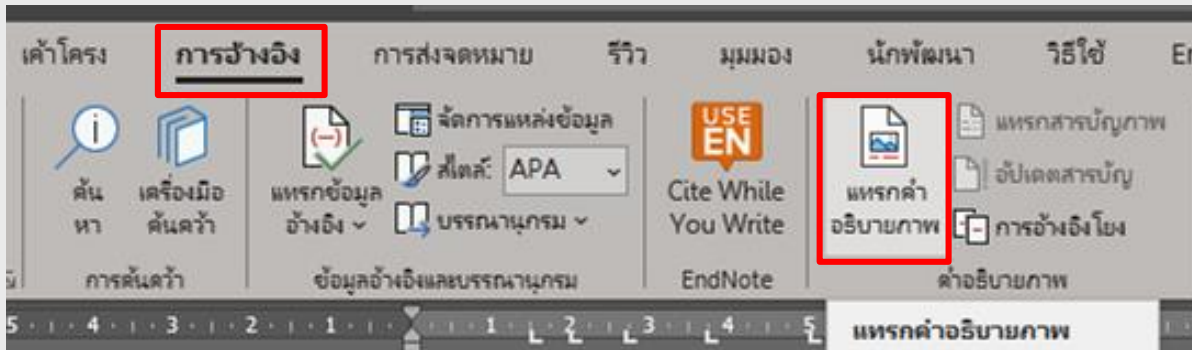 เค้าโครง การอ้างอิง การส่งจดหมาย รีวิว มุมมอง นักพัฒนา วิธีใช้
ค้นหา
เครื่องมือ
ค้นคว้า
การค้นคว้า
แทรกข้อมูล
อ้างอิง
จัดการแหล่งข้อมูล
สไตล์: APA
บรรณานุกรม
ข้อมูลอ้างอิงและบรรณานุกรม
USE
EN
Cite While
You Write
EndNote
แทรกคำ
อธิบายภาพ
แทรกสารบัญภาพ
อัปเดตสารบัญ
การอ้างอิงโยง
คำอธิบายภาพ
5 4 3 2 1 1 2 3 4 5
แทรกคำอธิบายภาพ